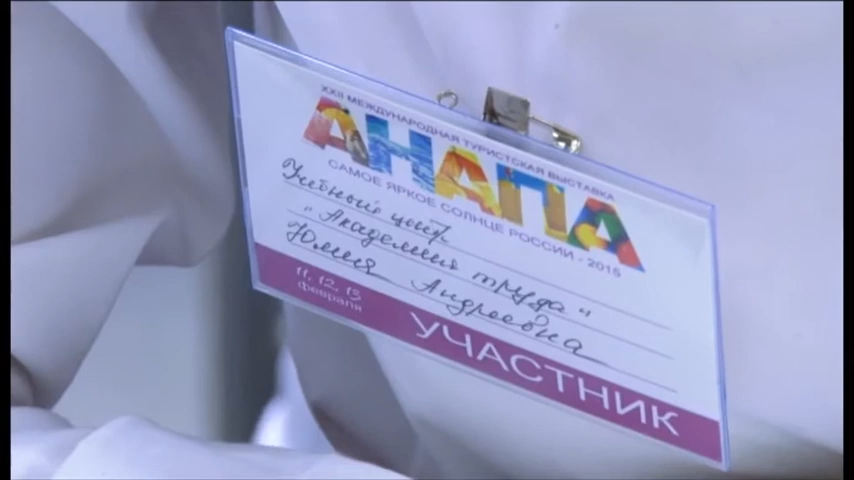 XXII МЕЖДУНАРОДНАЯ ТУРИСТСКАЯ ВЫСТАВКА
АНАПА
САМОЕ ЯРКОЕ СОЛНЦЕ РОССИИ - 2015
Учебный центр
"Академия труда"
Юлия Андреевна
11, 12, 13
февраля
УЧАСТНИК